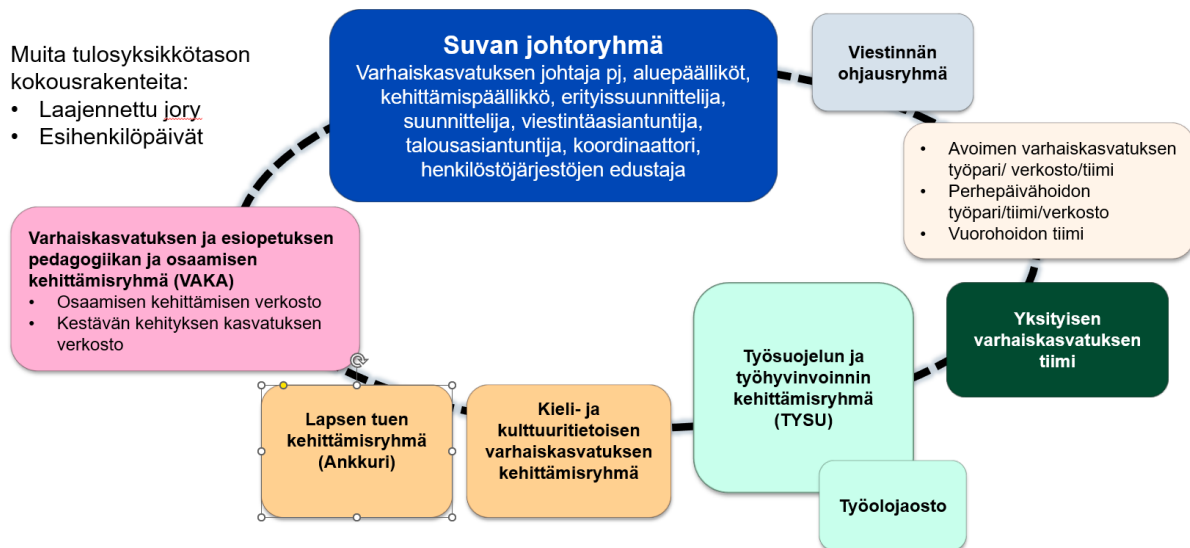 Muita tulosyksikkötason
kokousrakenteita:
• Laajennettu jory
• Esihenkilöpäivät
Suvan johtoryhmä
Varhaiskasvatuksen johtaja pj, aluepäälliköt,
kehittämispäällikkö, erityissuunnittelija,
suunnittelija, viestintäasiantuntija,
talousasiantuntija, koordinaattori,
henkilöstöjärjestöjen edustaja
Viestinnän
ohjausryhmä
• Avoimen varhaiskasvatuksen
työpari/ verkosto/tiimi
• Perhepäivähoidon
työpari/tiimi/verkosto
• Vuorohoidon tiimi
Varhaiskasvatuksen ja esiopetuksen
pedagogiikan ja osaamisen
kehittämisryhmä (VAKA)
• Osaamisen kehittämisen verkosto
• Kestävän kehityksen kasvatuksen
verkosto
Yksityisen
varhaiskasvatuksen
tiimi
Työsuojelun ja
työhyvinvoinnin
kehittämisryhmä
(TYSU)
Lapsen tuen
kehittämisryhmä
(Ankkuri)
Kieli- ja
kulttuuritietoisen
varhaiskasvatuksen
kehittämisryhmä
Työolojaosto